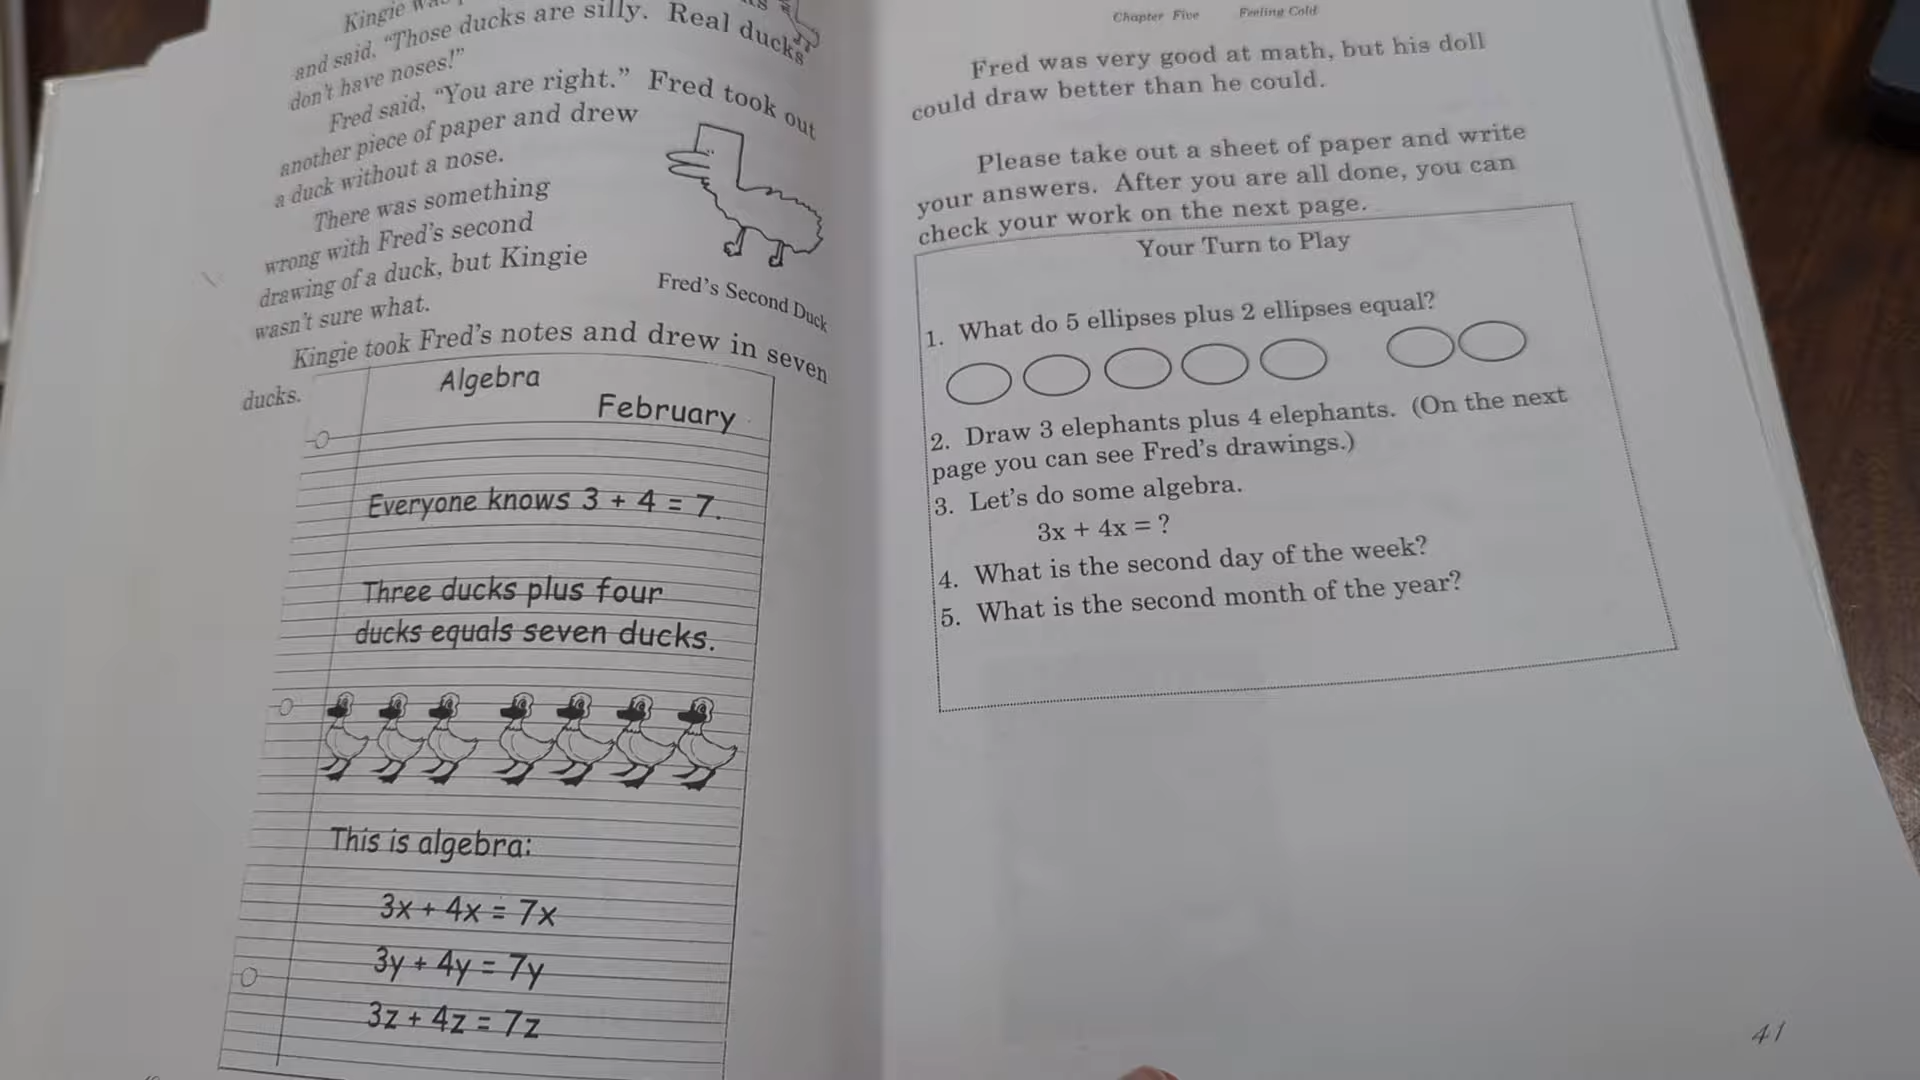 Kingie
and said, “Those ducks are silly. Real ducks
don’t have noses!”
Fred said, “You are right.” Fred took out
another piece of paper and drew
a duck without a nose.
There was something
wrong with Fred’s second
drawing of a duck, but Kingie
wasn’t sure what.
Fred’s Second Duck
Kingie took Fred’s notes and drew in seven
ducks.
Algebra
February
Everyone knows 3 + 4 = 7.
Three ducks plus four
ducks equals seven ducks.
This is algebra:
3x + 4x = 7x
3y + 4y = 7y
3z + 4z = 7z
Chapter Five Feeling Cold
Fred was very good at math, but his doll
could draw better than he could.
Please take out a sheet of paper and write
your answers. After you are all done, you can
check your work on the next page.
Your Turn to Play
1. What do 5 ellipses plus 2 ellipses equal?
2. Draw 3 elephants plus 4 elephants. (On the next
page you can see Fred’s drawings.)
3. Let’s do some algebra.
3x + 4x = ?
4. What is the second day of the week?
5. What is the second month of the year?
41